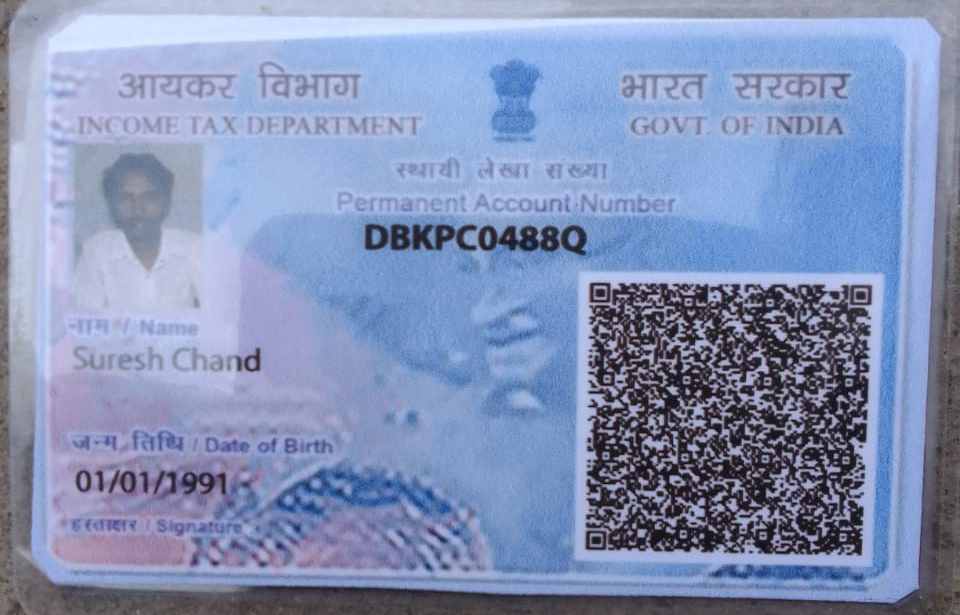 आयकर विभाग
INCOME TAX DEPARTMENT
भारत सरकार
GOVT. OF INDIA
स्थायी लेखा संख्या
Permanent Account Number
DBKPC0488Q
नाम / Name
Suresh Chand
जन्म तिथि / Date of Birth
01/01/1991
हस्ताक्षर / Signature